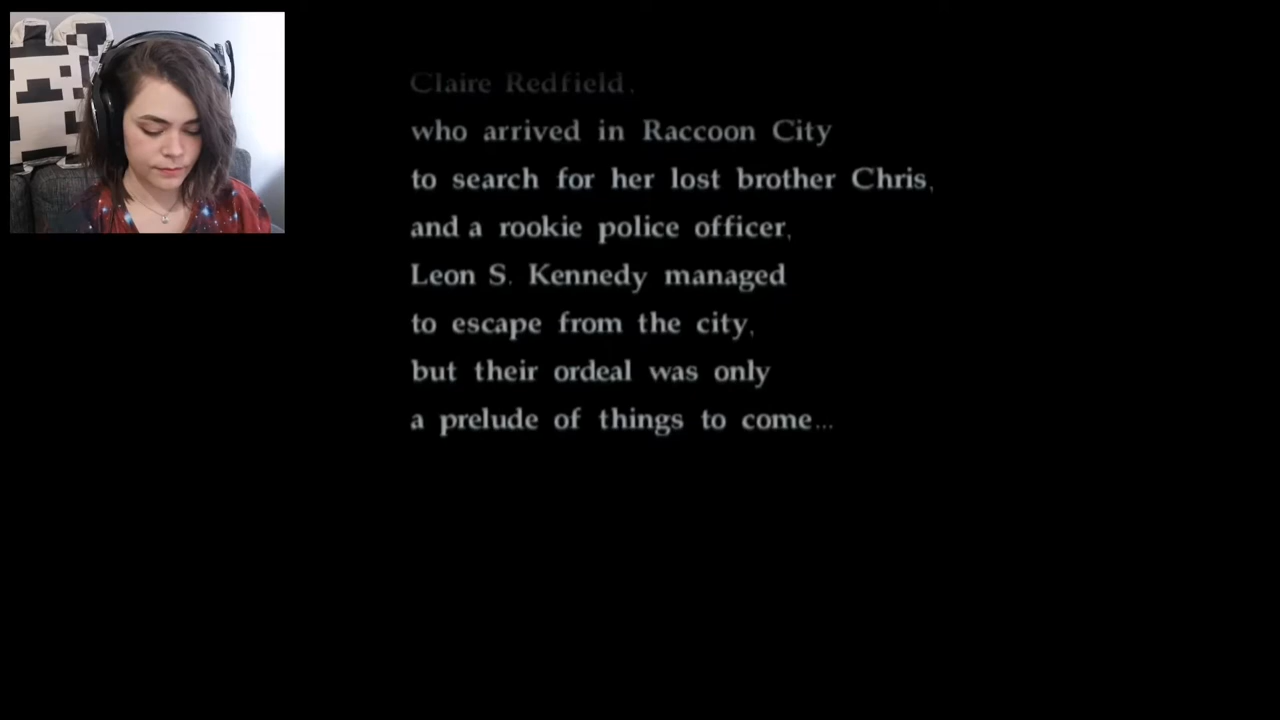 Claire Redfield,
who arrived in Raccoon City
to search for her lost brother Chris,
and a rookie police officer,
Leon S. Kennedy managed
to escape from the city,
but their ordeal was only
a prelude of things to come...